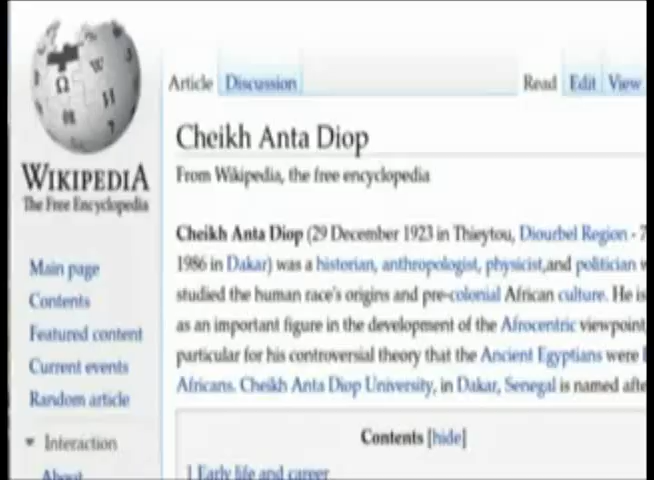 Article Discussion Read Edit View
Cheikh Anta Diop
WIKIPEDIA
The Free Encyclopedia
From Wikipedia, the free encyclopedia
Cheikh Anta Diop (29 December 1923 in Thieytou, Diourbel Region - 7
1986 in Dakar) was a historian, anthropologist, physicist,and politician w
studied the human race's origins and pre-colonial African culture. He is
as an important figure in the development of the Afrocentric viewpoint
particular for his controversial theory that the Ancient Egyptians were
Africans. Cheikh Anta Diop University, in Dakar, Senegal is named afte
Main page
Contents
Featured content
Current events
Random article
Interaction
About
Contents [hide]
1 Early life and career